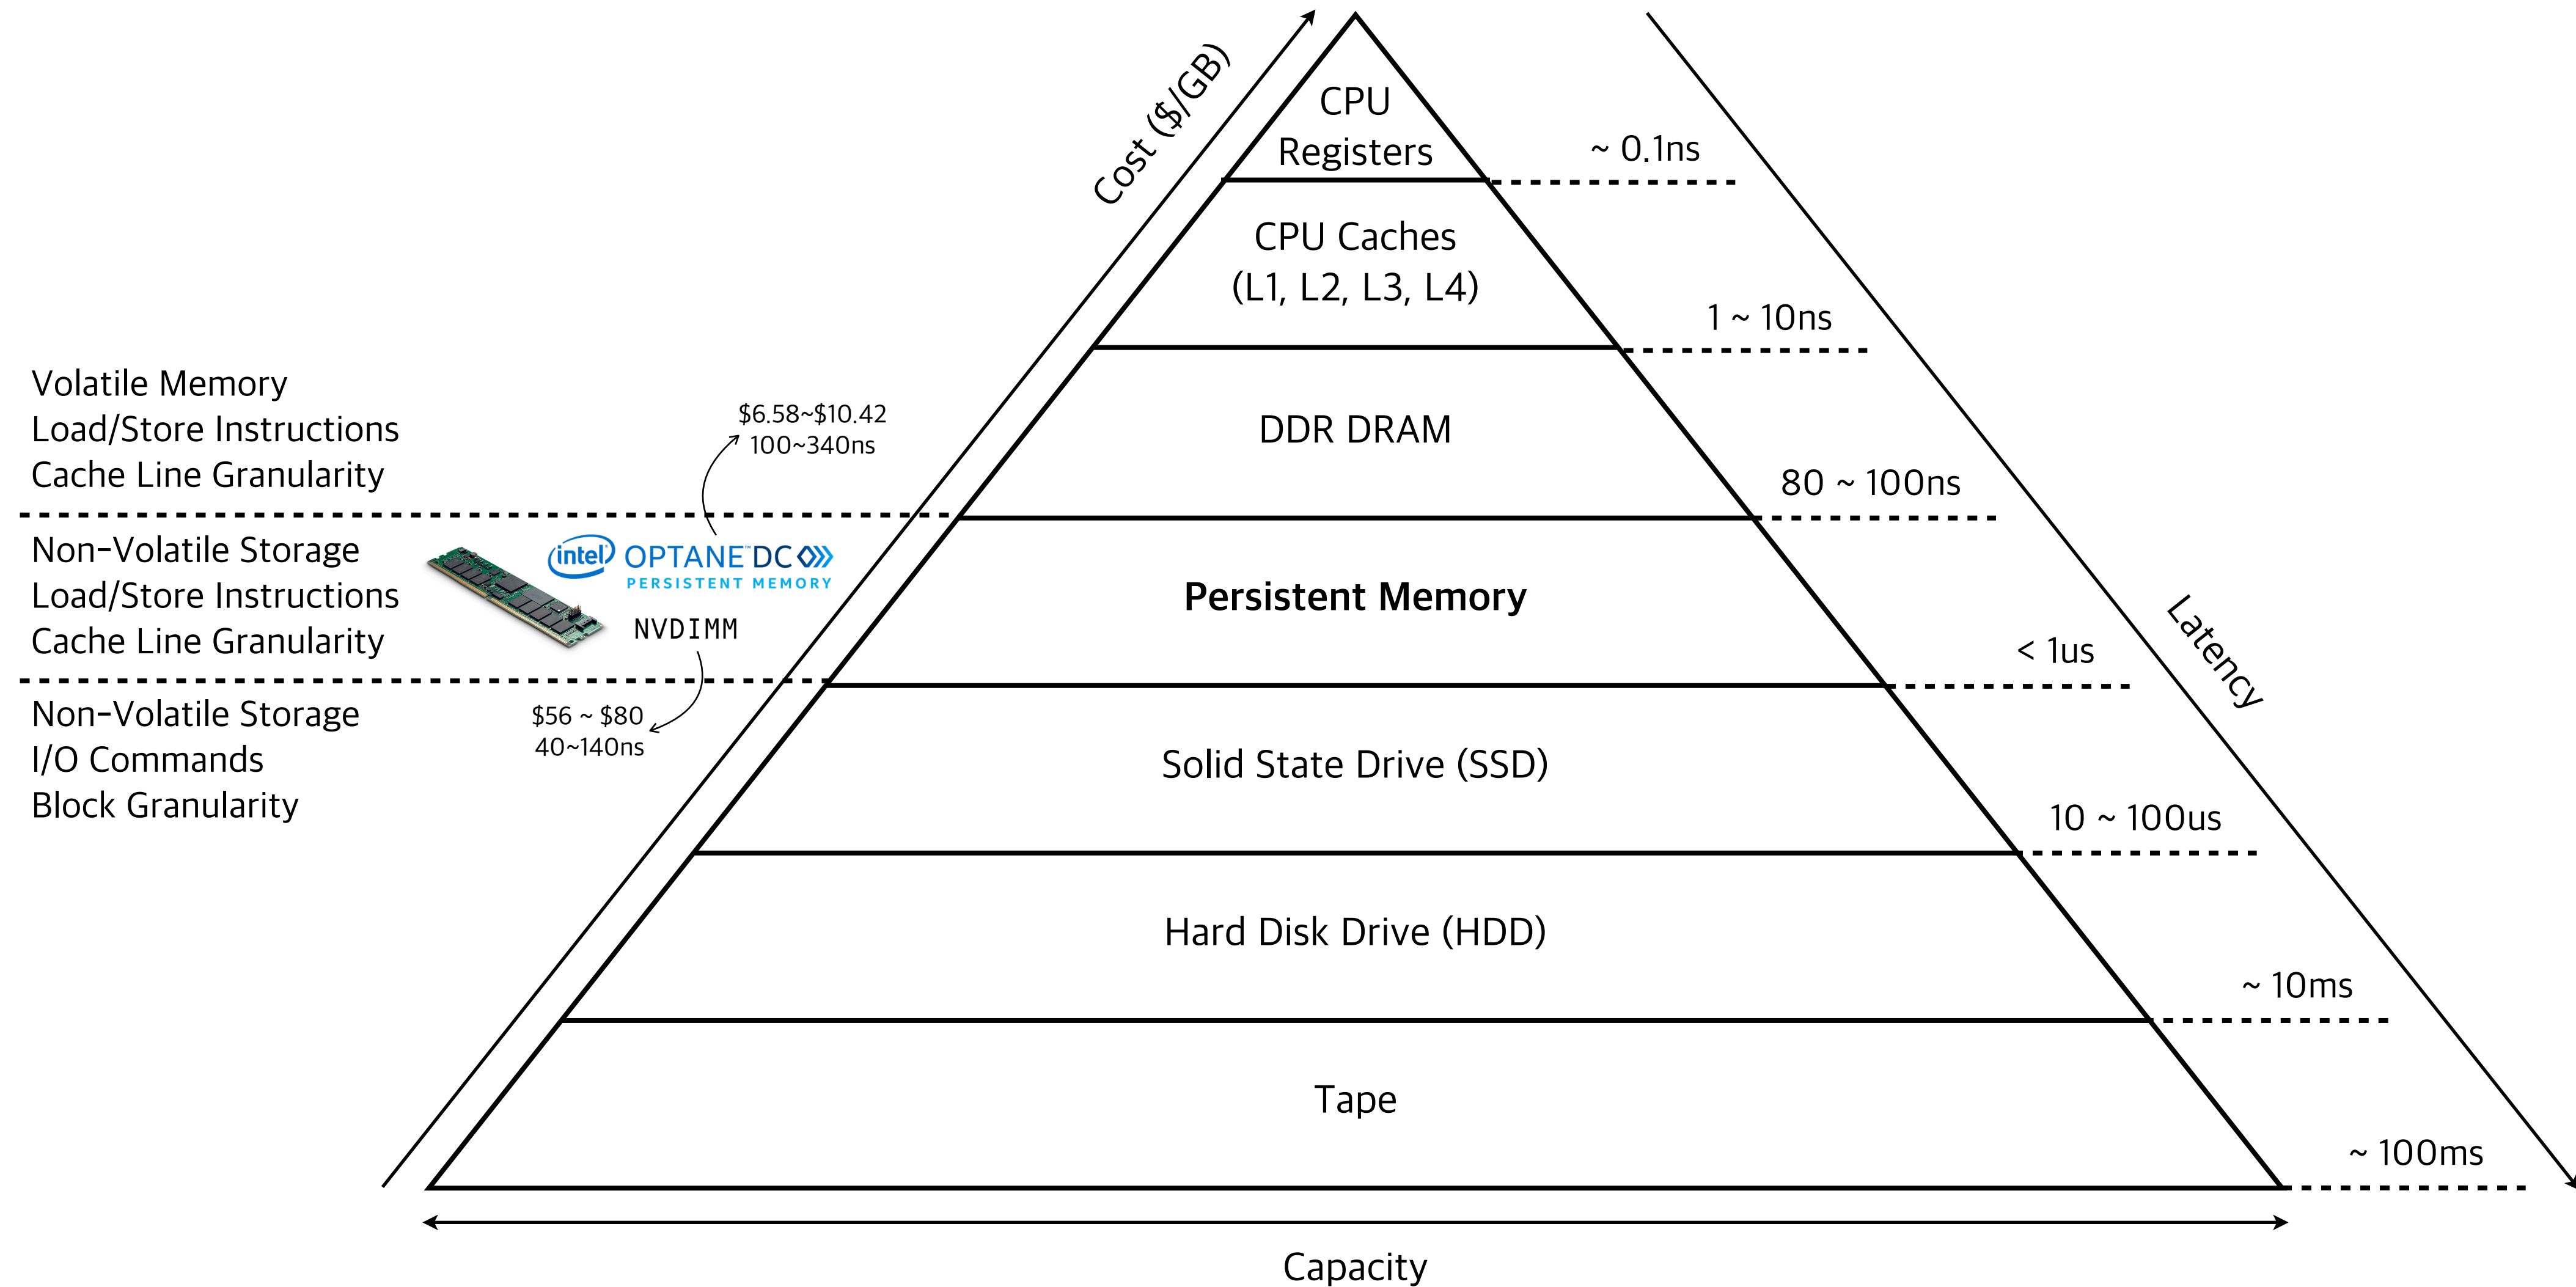 Cost ($/GB)
CPU
Registers
~ 0.1ns
CPU Caches
(L1, L2, L3, L4)
1 ~ 10ns
Volatile Memory
Load/Store Instructions
Cache Line Granularity
$6.58~$10.42
100~340ns
DDR DRAM
80 ~ 100ns
Non-Volatile Storage
Load/Store Instructions
Cache Line Granularity
intel OPTANE™ DC
PERSISTENT MEMORY
NVDIMM
Persistent Memory
< 1us
Latency
Non-Volatile Storage
I/O Commands
Block Granularity
$56 ~ $80
40~140ns
Solid State Drive (SSD)
10 ~ 100us
Hard Disk Drive (HDD)
~ 10ms
Tape
~ 100ms
Capacity